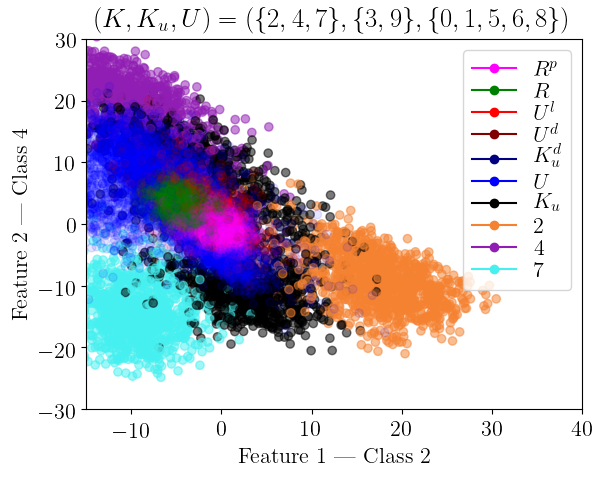 (K, K_u, U) = ({2, 4, 7}, {3, 9}, {0, 1, 5, 6, 8})
30
20
10
0
−10
−20
−30
Feature 2 — Class 4
R^p
R
U^l
U^d
K_u^d
U
K_u
2
4
7
−10
0
10
20
30
40
Feature 1 — Class 2